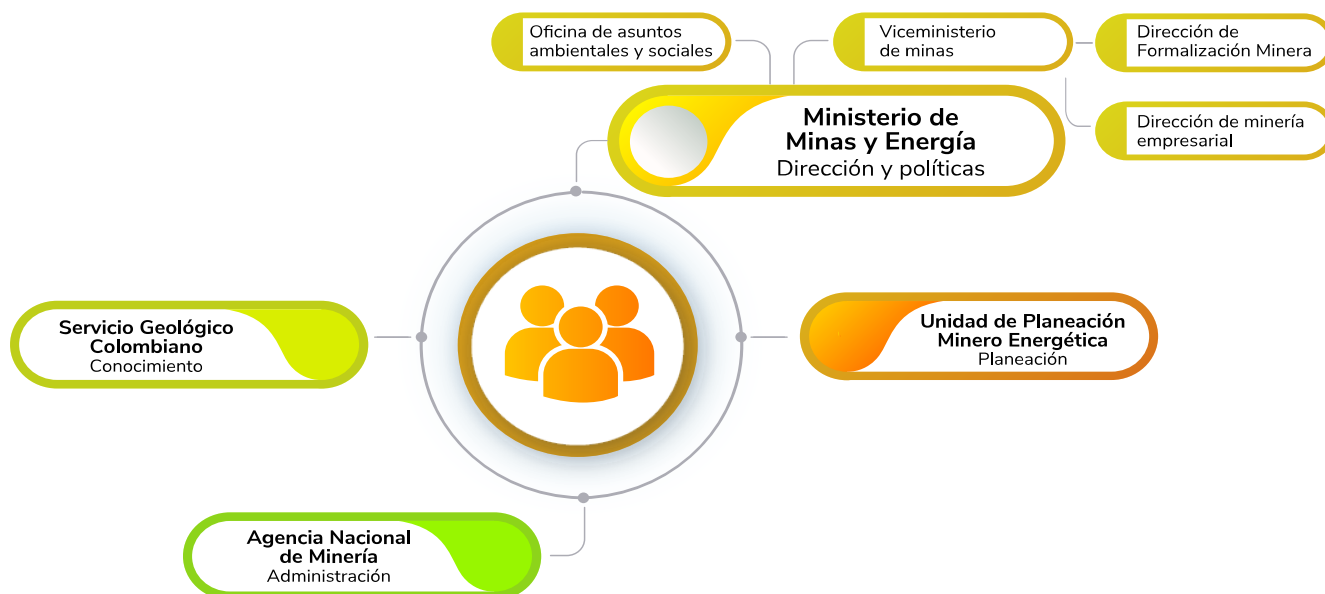 Oficina de asuntos
ambientales y sociales
Viceministerio
de minas
Dirección de
Formalización Minera
Ministerio de
Minas y Energía
Dirección y políticas
Dirección de minería
empresarial
Servicio Geológico
Colombiano
Conocimiento
Unidad de Planeación
Minero Energética
Planeación
Agencia Nacional
de Minería
Administración